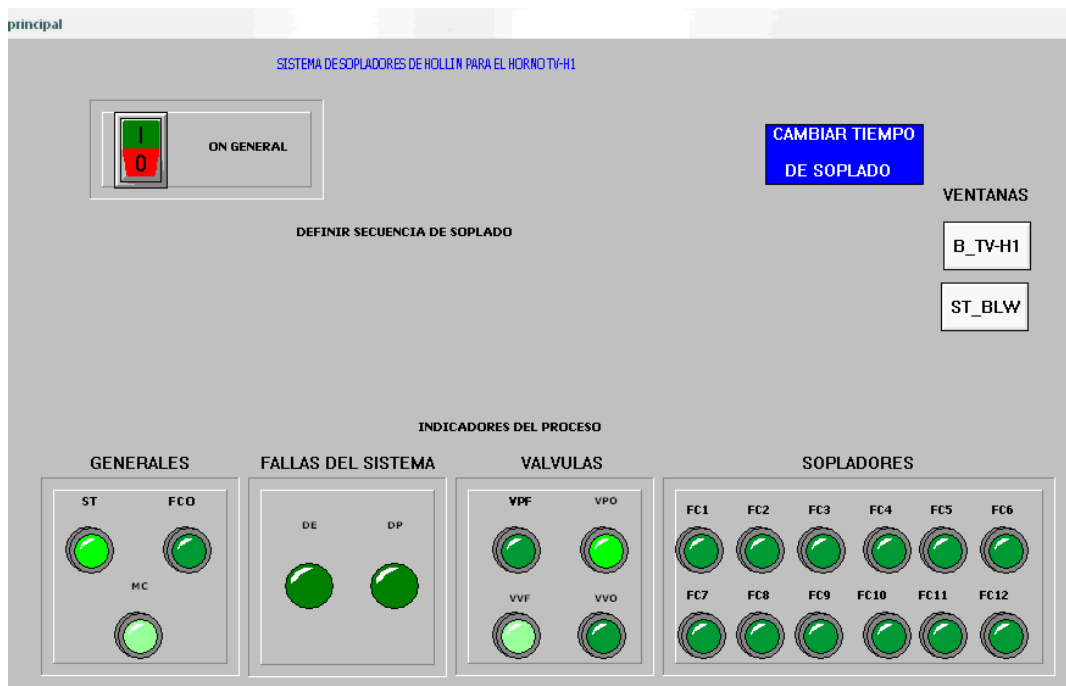 principal
SISTEMA DE SOPLADORES DE HOLLIN PARA EL HORNO TV-H1
I
0
ON GENERAL
CAMBIAR TIEMPO
DE SOPLADO
VENTANAS
B_TV-H1
ST_BLW
DEFINIR SECUENCIA DE SOPLADO
INDICADORES DEL PROCESO
GENERALES
ST FCO
MC
FALLAS DEL SISTEMA
DE DP
VALVULAS
VPF VPO
VVF VVO
SOPLADORES
FC1 FC2 FC3 FC4 FC5 FC6
FC7 FC8 FC9 FC10 FC11 FC12